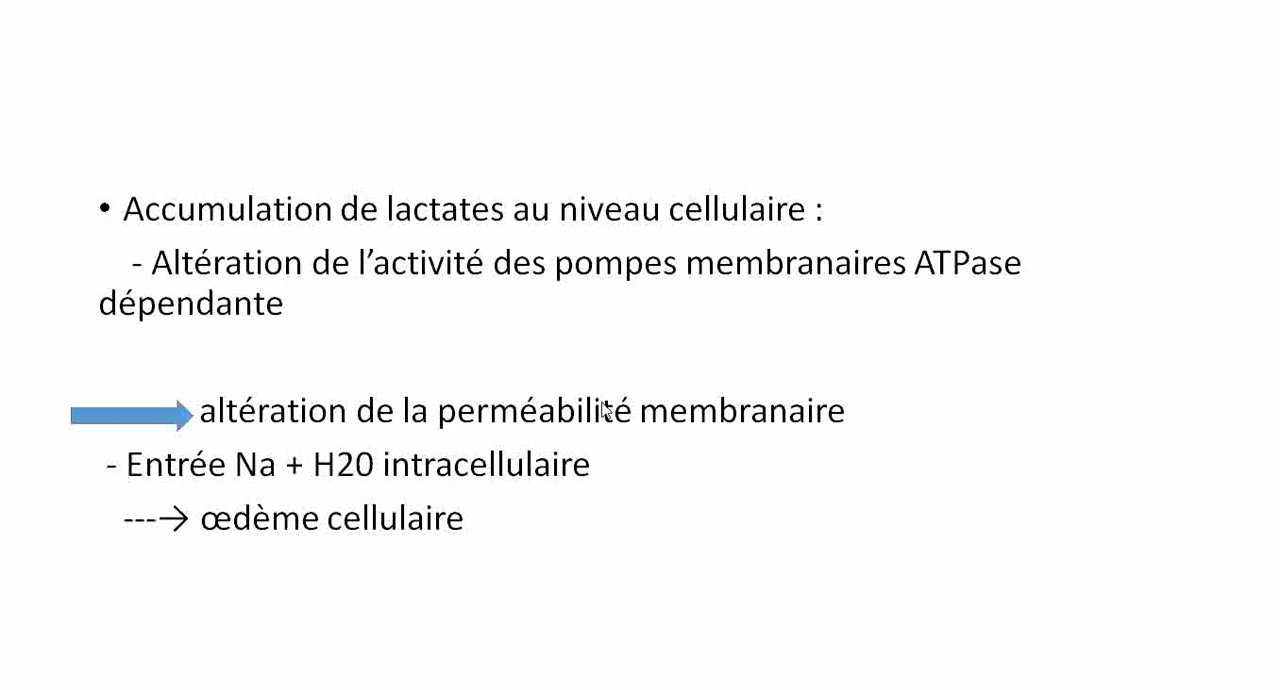 • Accumulation de lactates au niveau cellulaire :
- Altération de l’activité des pompes membranaires ATPase
dépendante
altération de la perméabilité membranaire
- Entrée Na + H20 intracellulaire
---→ œdème cellulaire